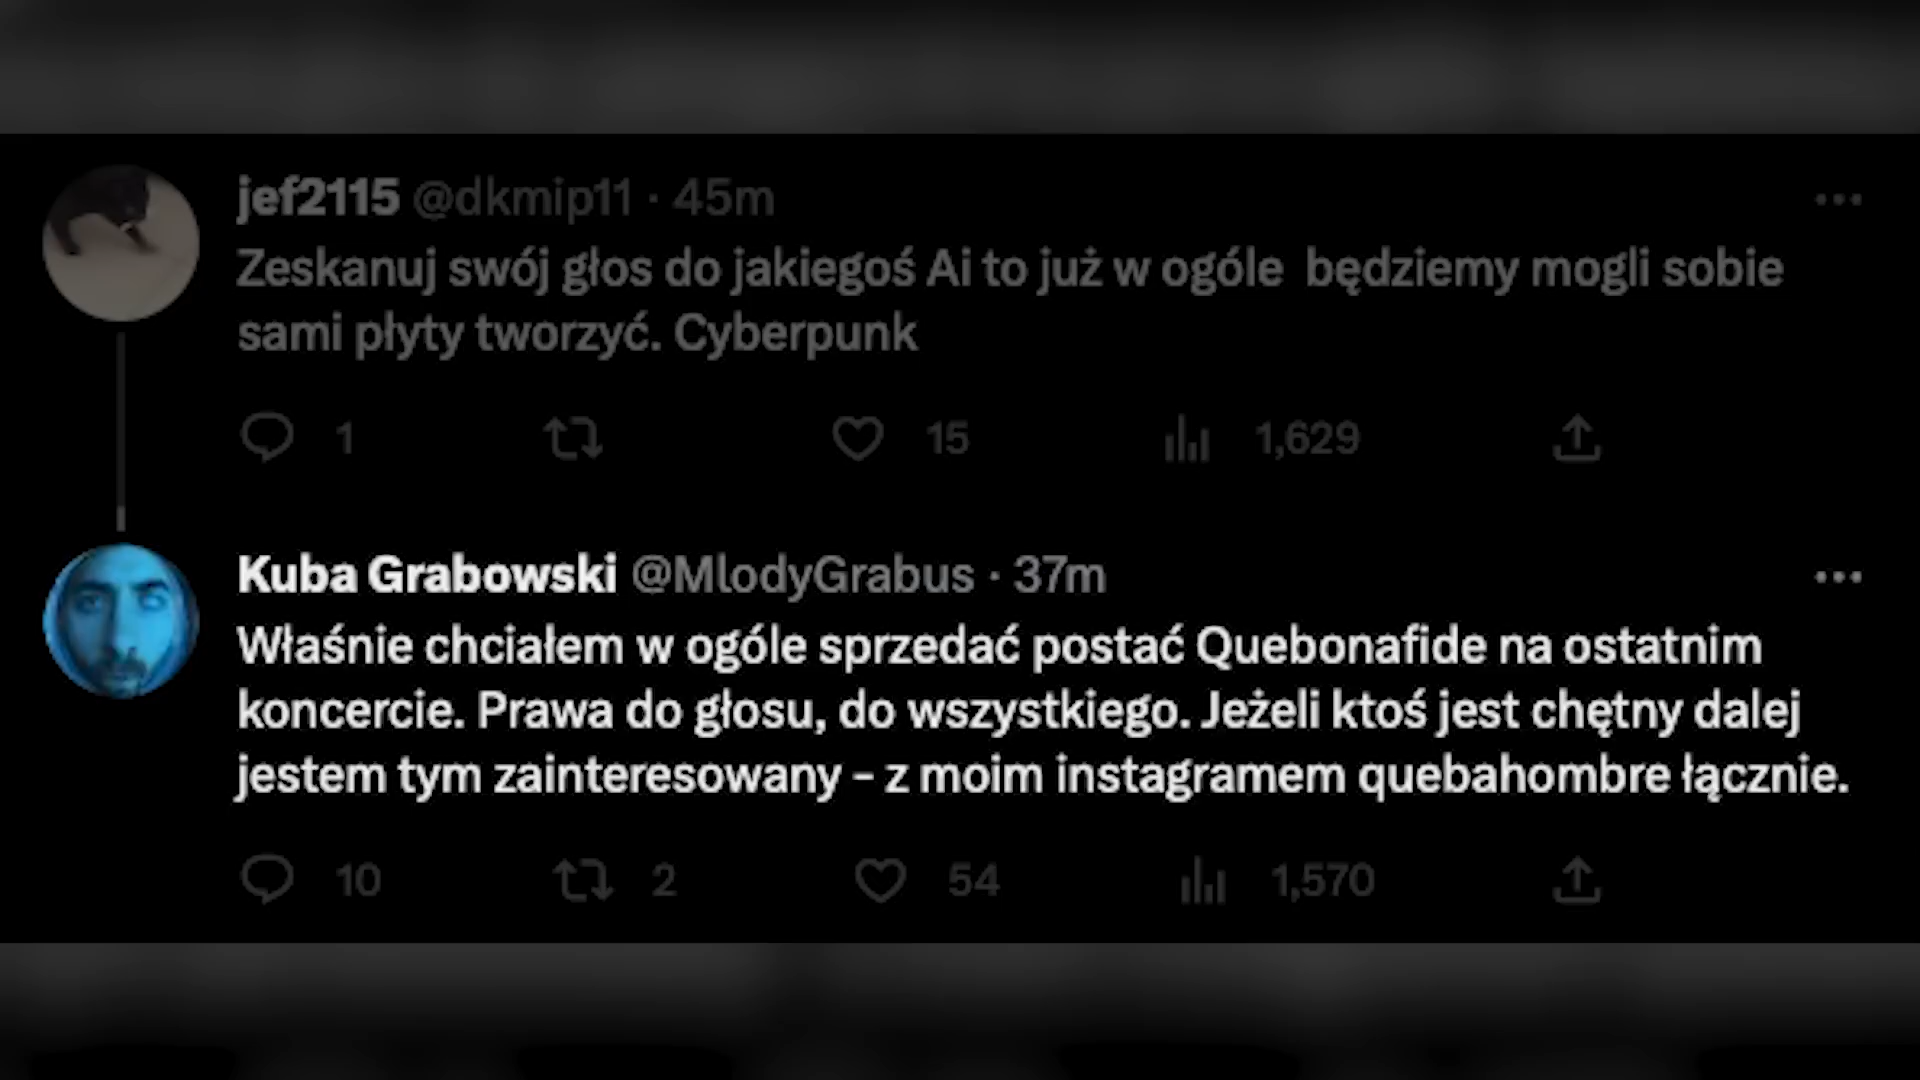 jef2115 @dkmip11 · 45m
Zeskanuj swój głos do jakiegoś Ai to już w ogóle będziemy mogli sobie
sami płyty tworzyć. Cyberpunk
1 15 1,629
Kuba Grabowski @MlodyGrabus · 37m
Właśnie chciałem w ogóle sprzedać postać Quebonafide na ostatnim
koncercie. Prawa do głosu, do wszystkiego. Jeżeli ktoś jest chętny dalej
jestem tym zainteresowany – z moim instagramem quebahombre łącznie.
10 2 54 1,570